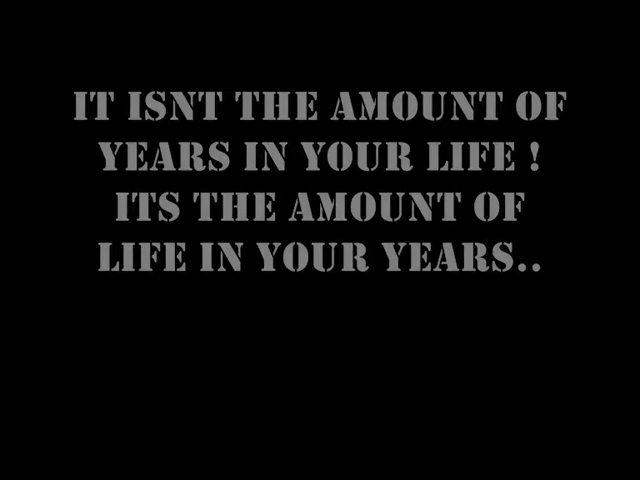 IT ISNT THE AMOUNT OF
YEARS IN YOUR LIFE !
ITS THE AMOUNT OF
LIFE IN YOUR YEARS..